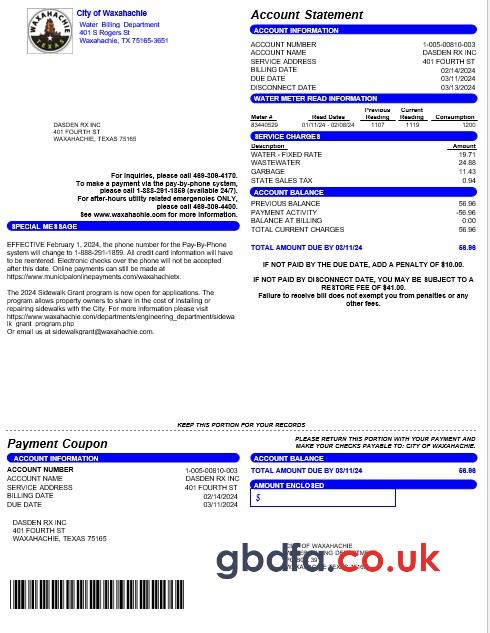 City of Waxahachie
Water Billing Department
401 S Rogers St
Waxahachie, TX 75165-3651
WAXAHACHIE
TEXAS
DASDEN RX INC
401 FOURTH ST
WAXAHACHIE, TEXAS 75165
For inquiries, please call 469-309-4170.
To make a payment via the pay-by-phone system,
please call 1-888-291-1859 (available 24/7).
For after-hours utility related emergencies ONLY,
please call 469-309-4400.
See www.waxahachie.com for more information.
SPECIAL MESSAGE
EFFECTIVE February 1, 2024, the phone number for the Pay-By-Phone
system will change to 1-888-291-1859. All credit card information will have
to be reentered. Electronic checks over the phone will not be accepted
after this date. Online payments can still be made at
https://www.municipalonlinepayments.com/waxahachietx.
The 2024 Sidewalk Grant program is now open for applications. The
program allows property owners to share in the cost of installing or
repairing sidewalks with the City. For more information please visit
https://www.waxahachie.com/departments/engineering_department/sidewa
lk_grant_program.php
Or email us at sidewalkgrant@waxahachie.com.
Account Statement
ACCOUNT INFORMATION
ACCOUNT NUMBER 1-005-00810-003
ACCOUNT NAME DASDEN RX INC
SERVICE ADDRESS 401 FOURTH ST
BILLING DATE 02/14/2024
DUE DATE 03/11/2024
DISCONNECT DATE 03/13/2024
WATER METER READ INFORMATION
Previous Current
Meter # Read Dates Read Read Consumption
83440529 01/11/24 - 02/08/24 1107 1119 1200
SERVICE CHARGES
Description Amount
WATER - FIXED RATE 19.71
WASTEWATER 24.88
GARBAGE 11.43
STATE SALES TAX 0.94
ACCOUNT BALANCE
PREVIOUS BALANCE 56.96
PAYMENT ACTIVITY -56.96
BALANCE AT BILLING 0.00
TOTAL CURRENT CHARGES 56.96
TOTAL AMOUNT DUE BY 03/11/24 56.96
IF NOT PAID BY THE DUE DATE, ADD A PENALTY OF $10.00.
IF NOT PAID BY DISCONNECT DATE, YOU MAY BE SUBJECT TO A
RESTORE FEE OF $41.00.
Failure to receive bill does not exempt you from penalties or any
other fees.
KEEP THIS PORTION FOR YOUR RECORDS
Payment Coupon
ACCOUNT INFORMATION
ACCOUNT NUMBER 1-005-00810-003
ACCOUNT NAME DASDEN RX INC
SERVICE ADDRESS 401 FOURTH ST
BILLING DATE 02/14/2024
DUE DATE 03/11/2024
DASDEN RX INC
401 FOURTH ST
WAXAHACHIE, TEXAS 75165
PLEASE RETURN THIS PORTION WITH YOUR PAYMENT AND
MAKE YOUR CHECKS PAYABLE TO: CITY OF WAXAHACHIE.
ACCOUNT BALANCE
TOTAL AMOUNT DUE BY 03/11/24 56.96
AMOUNT ENCLOSED
$
OF WAXAHACHIE
gbdfg.co.uk